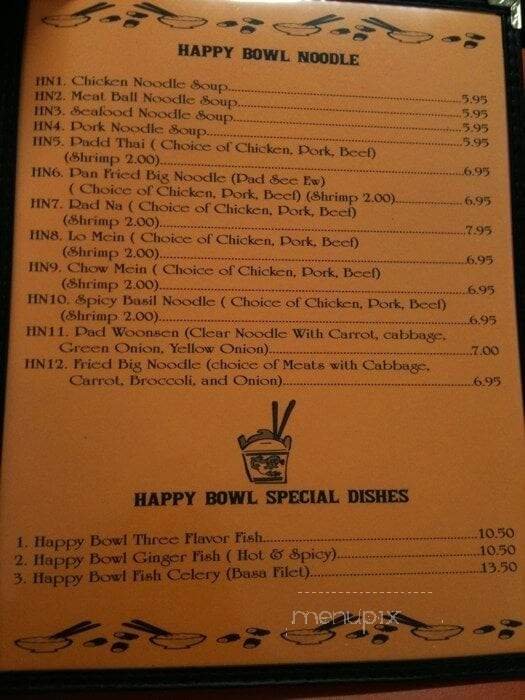 HAPPY BOWL NOODLE
HN1. Chicken Noodle Soup...5.95
HN2. Meat Ball Noodle Soup...5.95
HN3. Seafood Noodle Soup...5.95
HN4. Pork Noodle Soup...5.95
HN5. Padd Thai ( Choice of Chicken, Pork, Beef)
(Shrimp 2.00)...6.95
HN6. Pan Fried Big Noodle (Pad See Ew)
( Choice of Chicken, Pork, Beef) (Shrimp 2.00)...6.95
HN7. Rad Na ( Choice of Chicken, Pork, Beef)
(Shrimp 2.00)...7.95
HN8. Lo Mein ( Choice of Chicken, Pork, Beef)
(Shrimp 2.00)...6.95
HN9. Chow Mein ( Choice of Chicken, Pork, Beef)
(Shrimp 2.00)...6.95
HN10. Spicy Basil Noodle ( Choice of Chicken, Pork, Beef)
(Shrimp 2.00)...6.95
HN11. Pad Woonsen (Clear Noodle With Carrot, cabbage,
Green Onion, Yellow Onion)...7.00
HN12. Fried Big Noodle (choice of Meats with Cabbage,
Carrot, Broccoli, and Onion)...6.95
HAPPY BOWL SPECIAL DISHES
1. Happy Bowl Three Flavor Fish...10.50
2. Happy Bowl Ginger Fish ( Hot & Spicy)...10.50
3. Happy Bowl Fish Celery (Basa Filet)...13.50
menupix